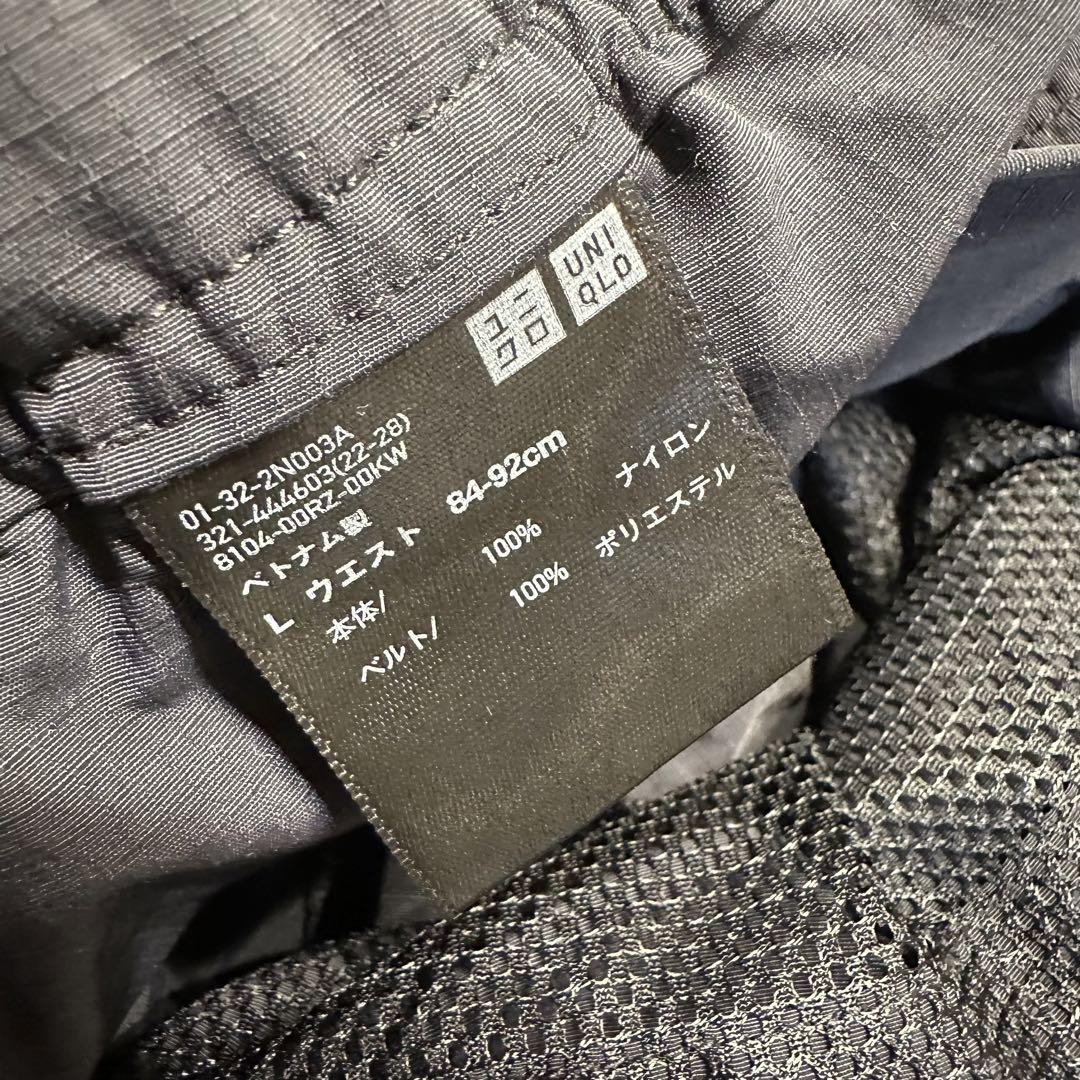 ユニクロ
UNI
QLO
01-32-2N003A
321-444603(22-28)
8104-00RZ-00KW
ベトナム製
L ウエスト 84-92cm
本体/ 100% ナイロン
ベルト/ 100% ポリエステル